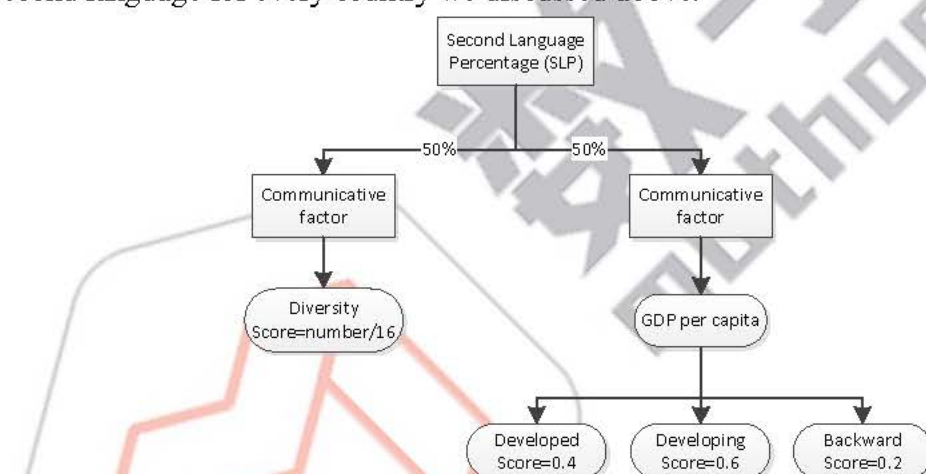 second language for every country we discussed above.
Second Language
Percentage (SLP)
50%
50%
Communicative
factor
Communicative
factor
Diversity
Score=number/16
GDP per capita
Developed
Score=0.4
Developing
Score=0.6
Backward
Score=0.2